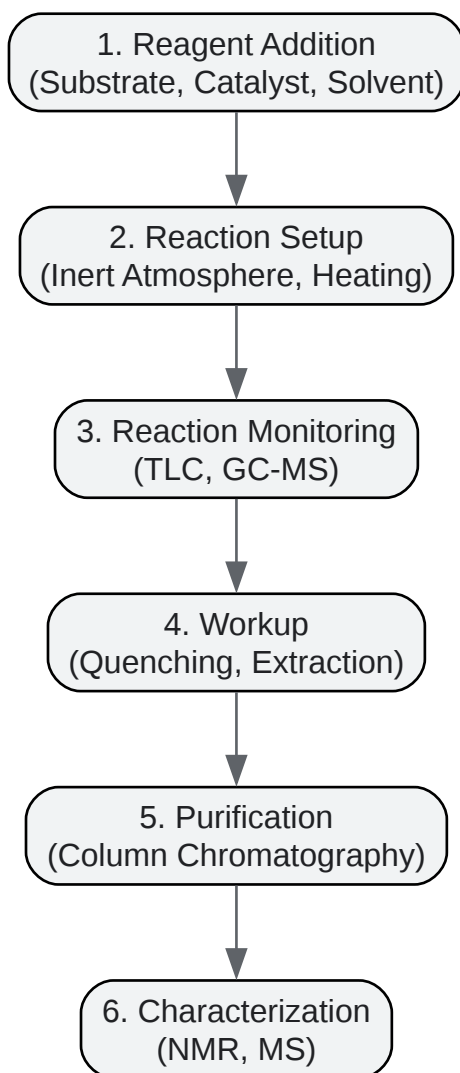 1. Reagent Addition
(Substrate, Catalyst, Solvent)
2. Reaction Setup
(Inert Atmosphere, Heating)
3. Reaction Monitoring
(TLC, GC-MS)
4. Workup
(Quenching, Extraction)
5. Purification
(Column Chromatography)
6. Characterization
(NMR, MS)